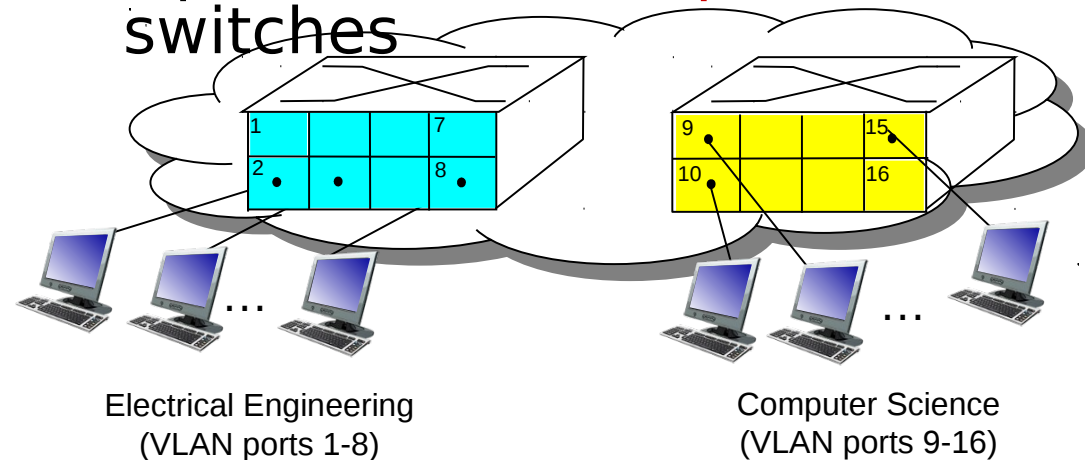 switches
1 7
2 8
9 15
10 16
... ...
Electrical Engineering
(VLAN ports 1-8)
Computer Science
(VLAN ports 9-16)